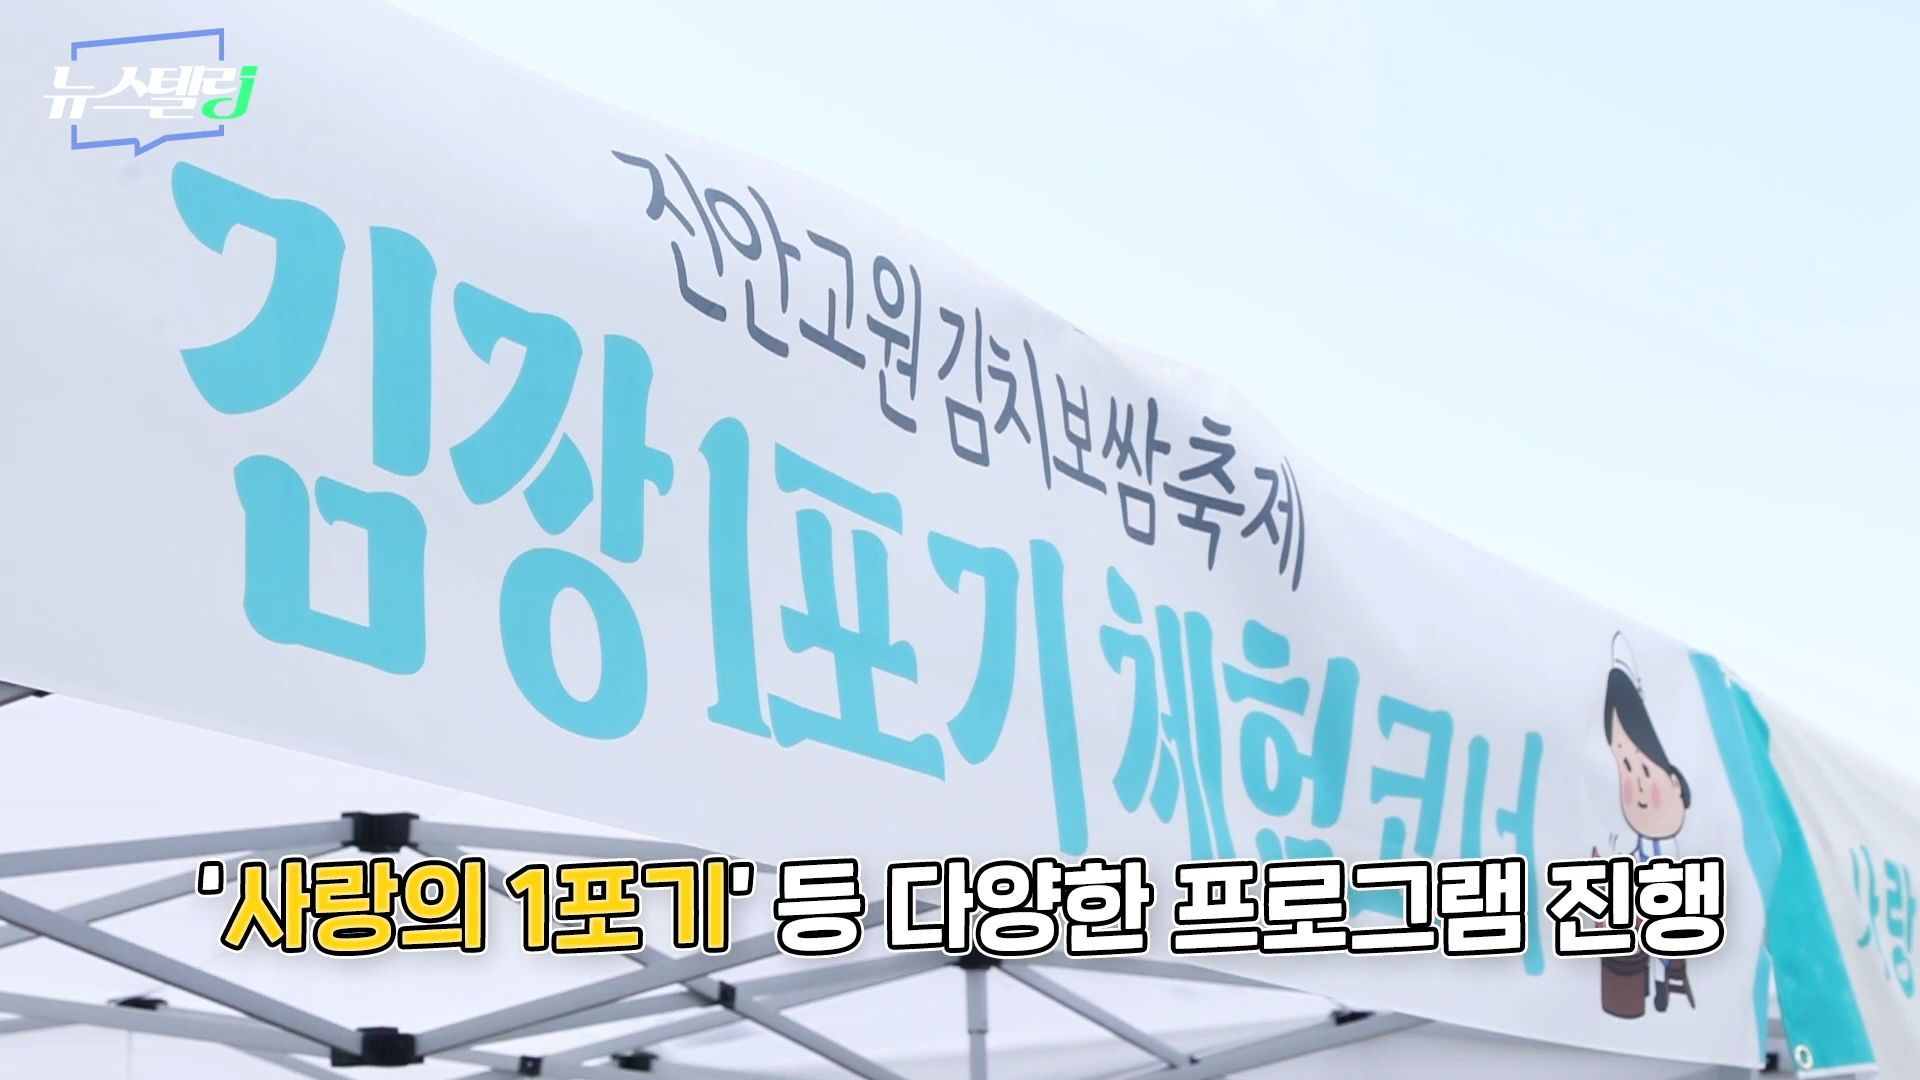 뉴스텔링
진안고원 김치보쌈축제
김장 1포기 체험 코너
사랑
'사랑의 1포기' 등 다양한 프로그램 진행